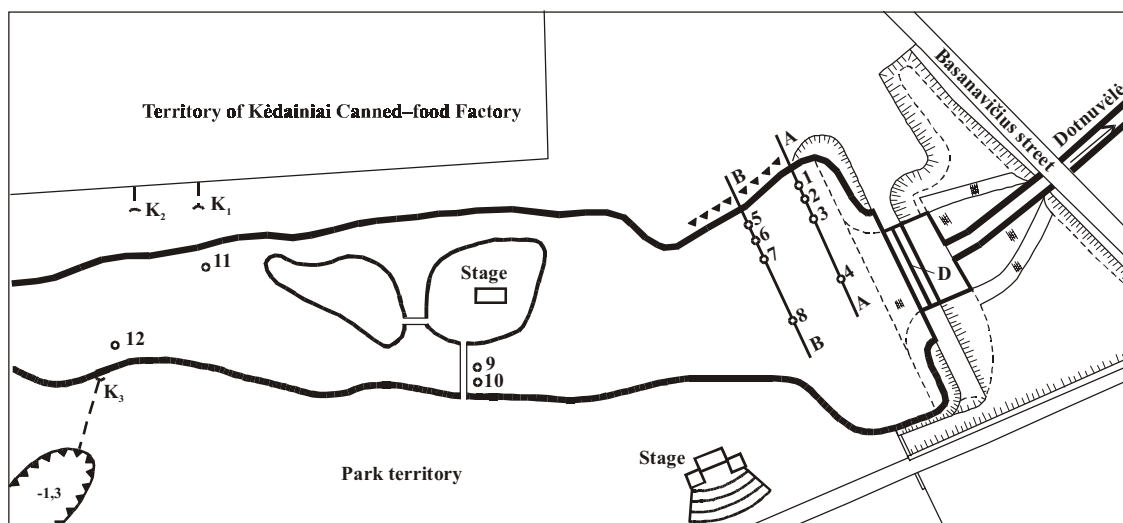 Territory of Kėdainiai Canned–food Factory
Basanavičius street
Dotnuvėlė
A
B
K₂
K₁
1
2
3
5
6
7
4
11
Stage
D
A
8
B
12
9
10
K₃
Stage
Park territory
-1,3